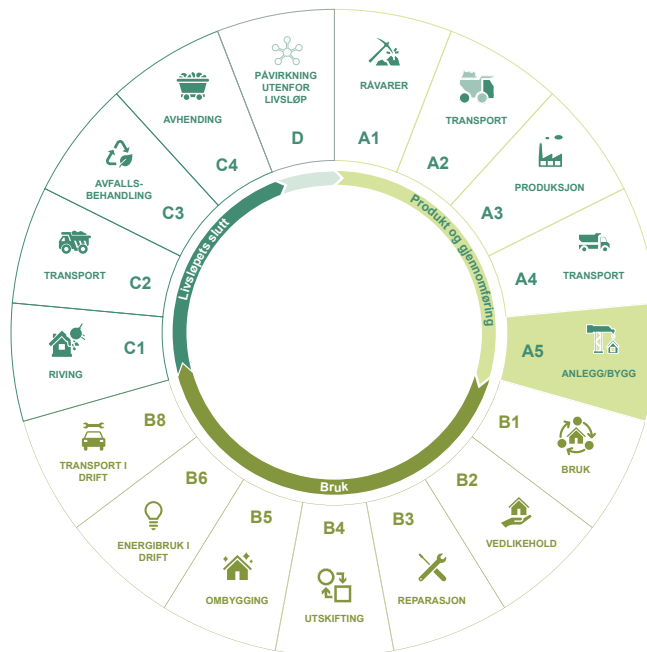 PÅVIRKNING
UTENFOR
LIVSLØP
D
RÅVARER
A1
TRANSPORT
A2
PRODUKSJON
A3
TRANSPORT
A4
ANLEGG/BYGG
A5
BRUK
B1
VEDLIKEHOLD
B2
REPARASJON
B3
UTSKIFTING
B4
OMBYGGING
B5
ENERGIBRUK I
DRIFT
B6
TRANSPORT I
DRIFT
B8
RIVING
C1
TRANSPORT
C2
AVFALLS-
BEHANDLING
C3
AVHENDING
C4
Produkt og gjennomføring
Bruk
Livsløpets slutt